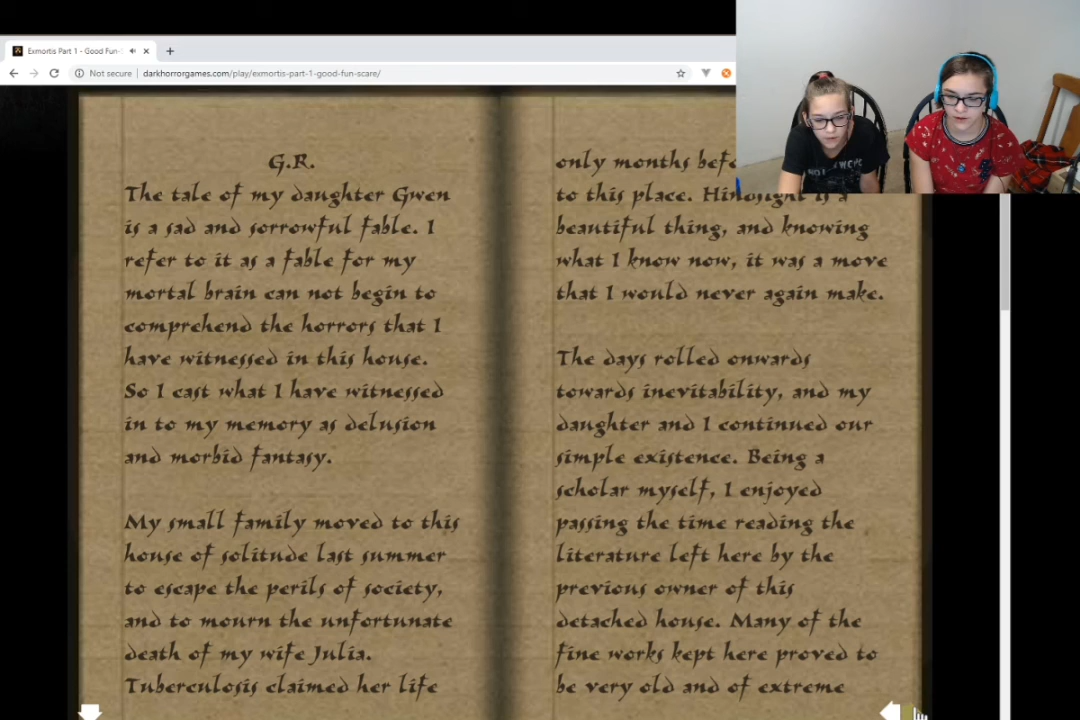 Exmortis Part 1 - Good Fun-
Not secure
darkhorrorgames.com/play/exmortis-part-1-good-fun-scare/
G.R.
The tale of my daughter Gwen
is a sad and sorrowful fable. I
refer to it as a fable for my
mortal brain can not begin to
comprehend the horrors that I
have witnessed in this house.
So I cast what I have witnessed
in to my memory as delusion
and morbid fantasy.
My small family moved to this
house of solitude last summer
to escape the perils of society,
and to mourn the unfortunate
death of my wife Julia.
Tuberculosis claimed her life
only months befo
to this place. Hindsight is a
beautiful thing, and knowing
what I know now, it was a move
that I would never again make.
The days rolled onwards
towards inevitability, and my
daughter and I continued our
simple existence. Being a
scholar myself, I enjoyed
passing the time reading the
literature left here by the
previous owner of this
detached house. Many of the
fine works kept here proved to
be very old and of extreme